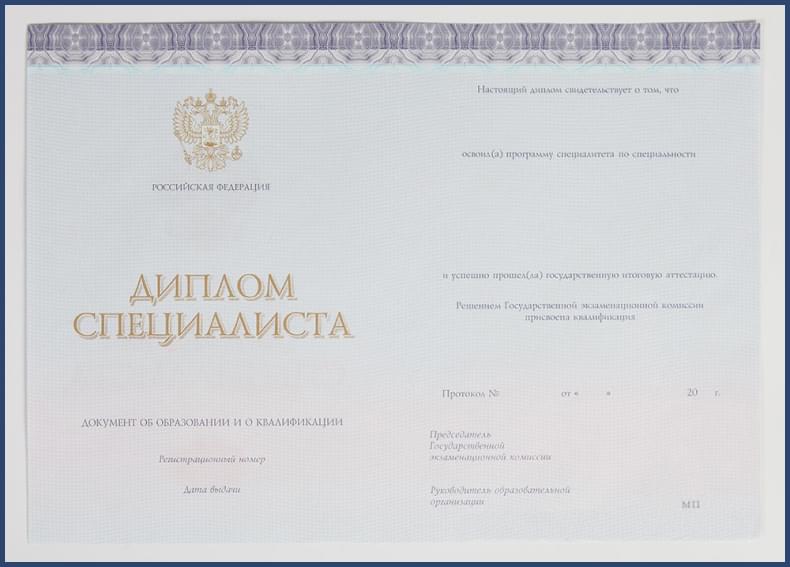 РОССИЙСКАЯ ФЕДЕРАЦИЯ
ДИПЛОМ
СПЕЦИАЛИСТА
ДОКУМЕНТ ОБ ОБРАЗОВАНИИ И О КВАЛИФИКАЦИИ
Регистрационный номер
Дата выдачи
Настоящий диплом свидетельствует о том, что
освоил(а) программу специалитета по специальности
и успешно прошел(ла) государственную итоговую аттестацию.
Решением Государственной экзаменационной комиссии
присвоена квалификация
Протокол № от « » 20 г.
Председатель
Государственной
экзаменационной комиссии
Руководитель образовательной
организации
МП